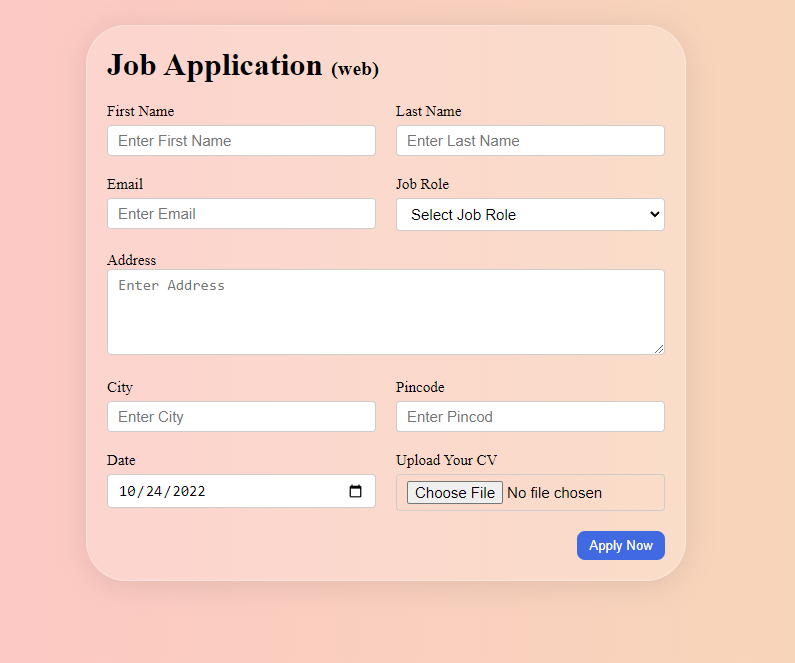 Job Application (web)
First Name Last Name
Enter First Name Enter Last Name
Email Job Role
Enter Email Select Job Role
Address
Enter Address
City Pincode
Enter City Enter Pincod
Date Upload Your CV
10/24/2022 Choose File No file chosen
Apply Now